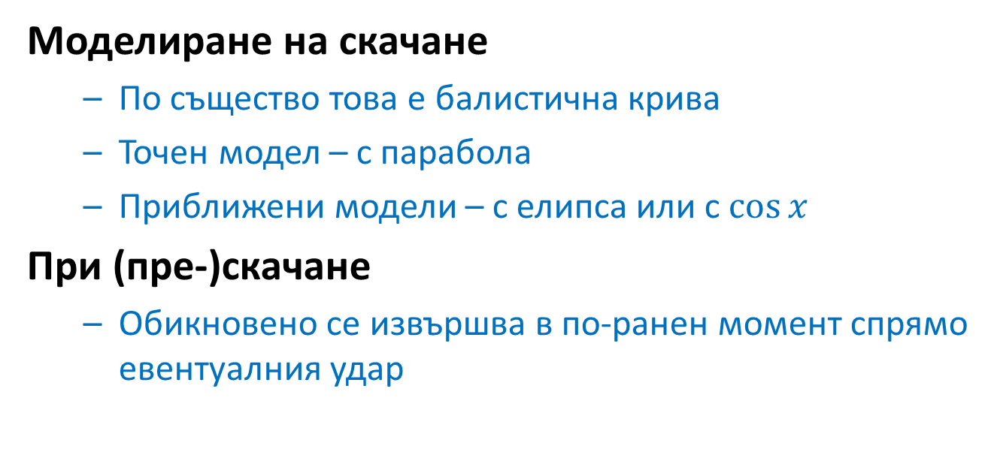 Моделиране на скачане
– По същество това е балистична крива
– Точен модел – с парабола
– Приближени модели – с елипса или с cos x
При (пре-)скачане
– Обикновено се извършва в по-ранен момент спрямо
евентуалния удар